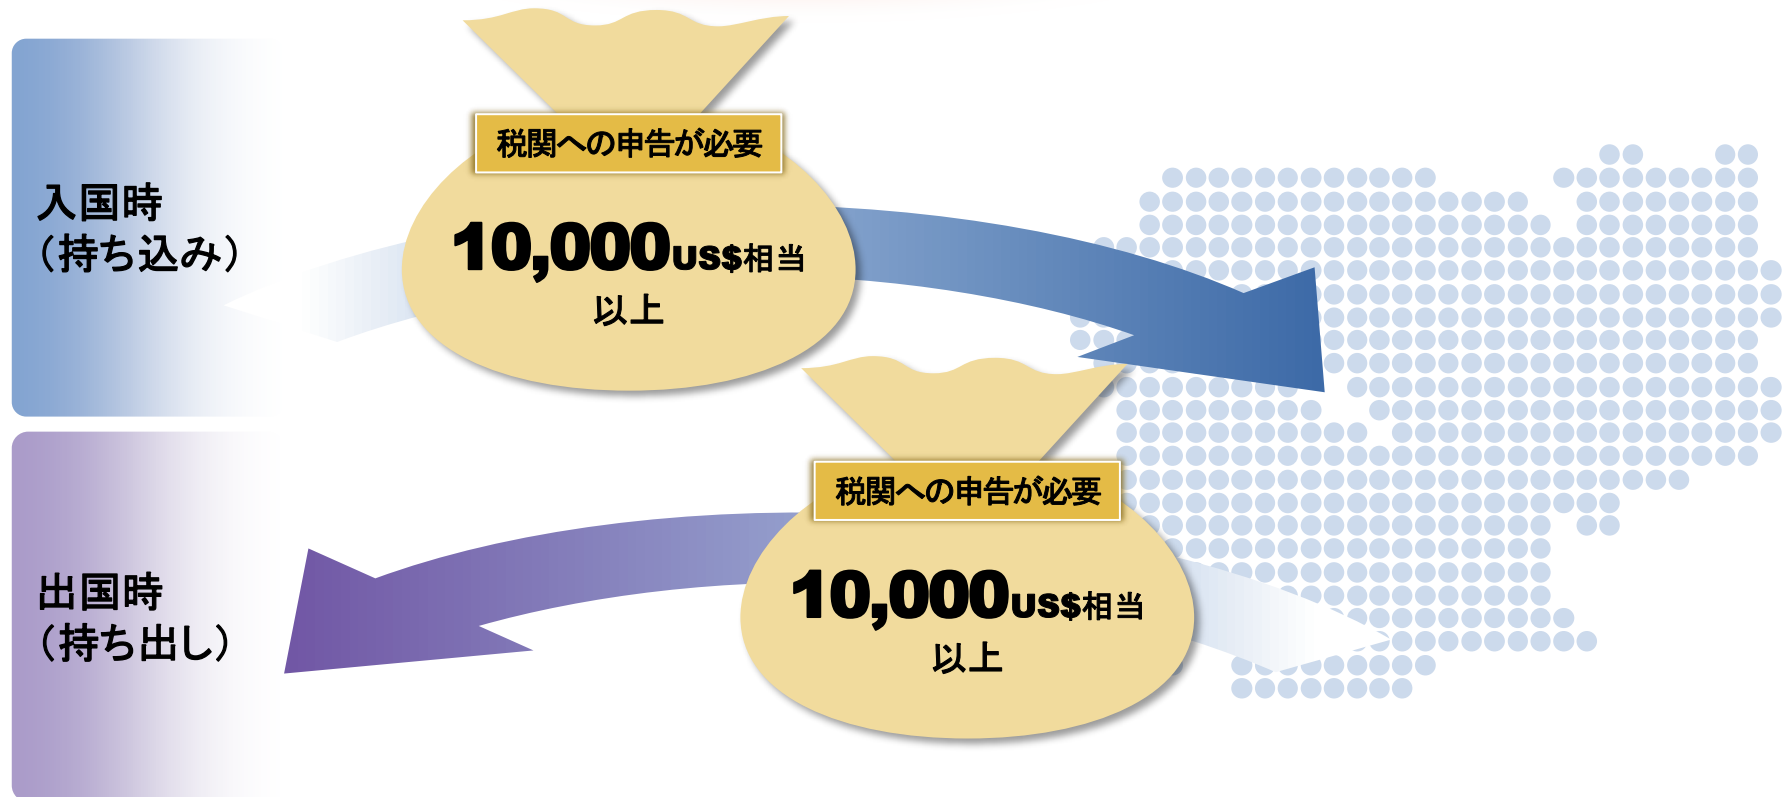 入国時
（持ち込み）
税関への申告が必要
10,000US$相当
以上
出国時
（持ち出し）
税関への申告が必要
10,000US$相当
以上